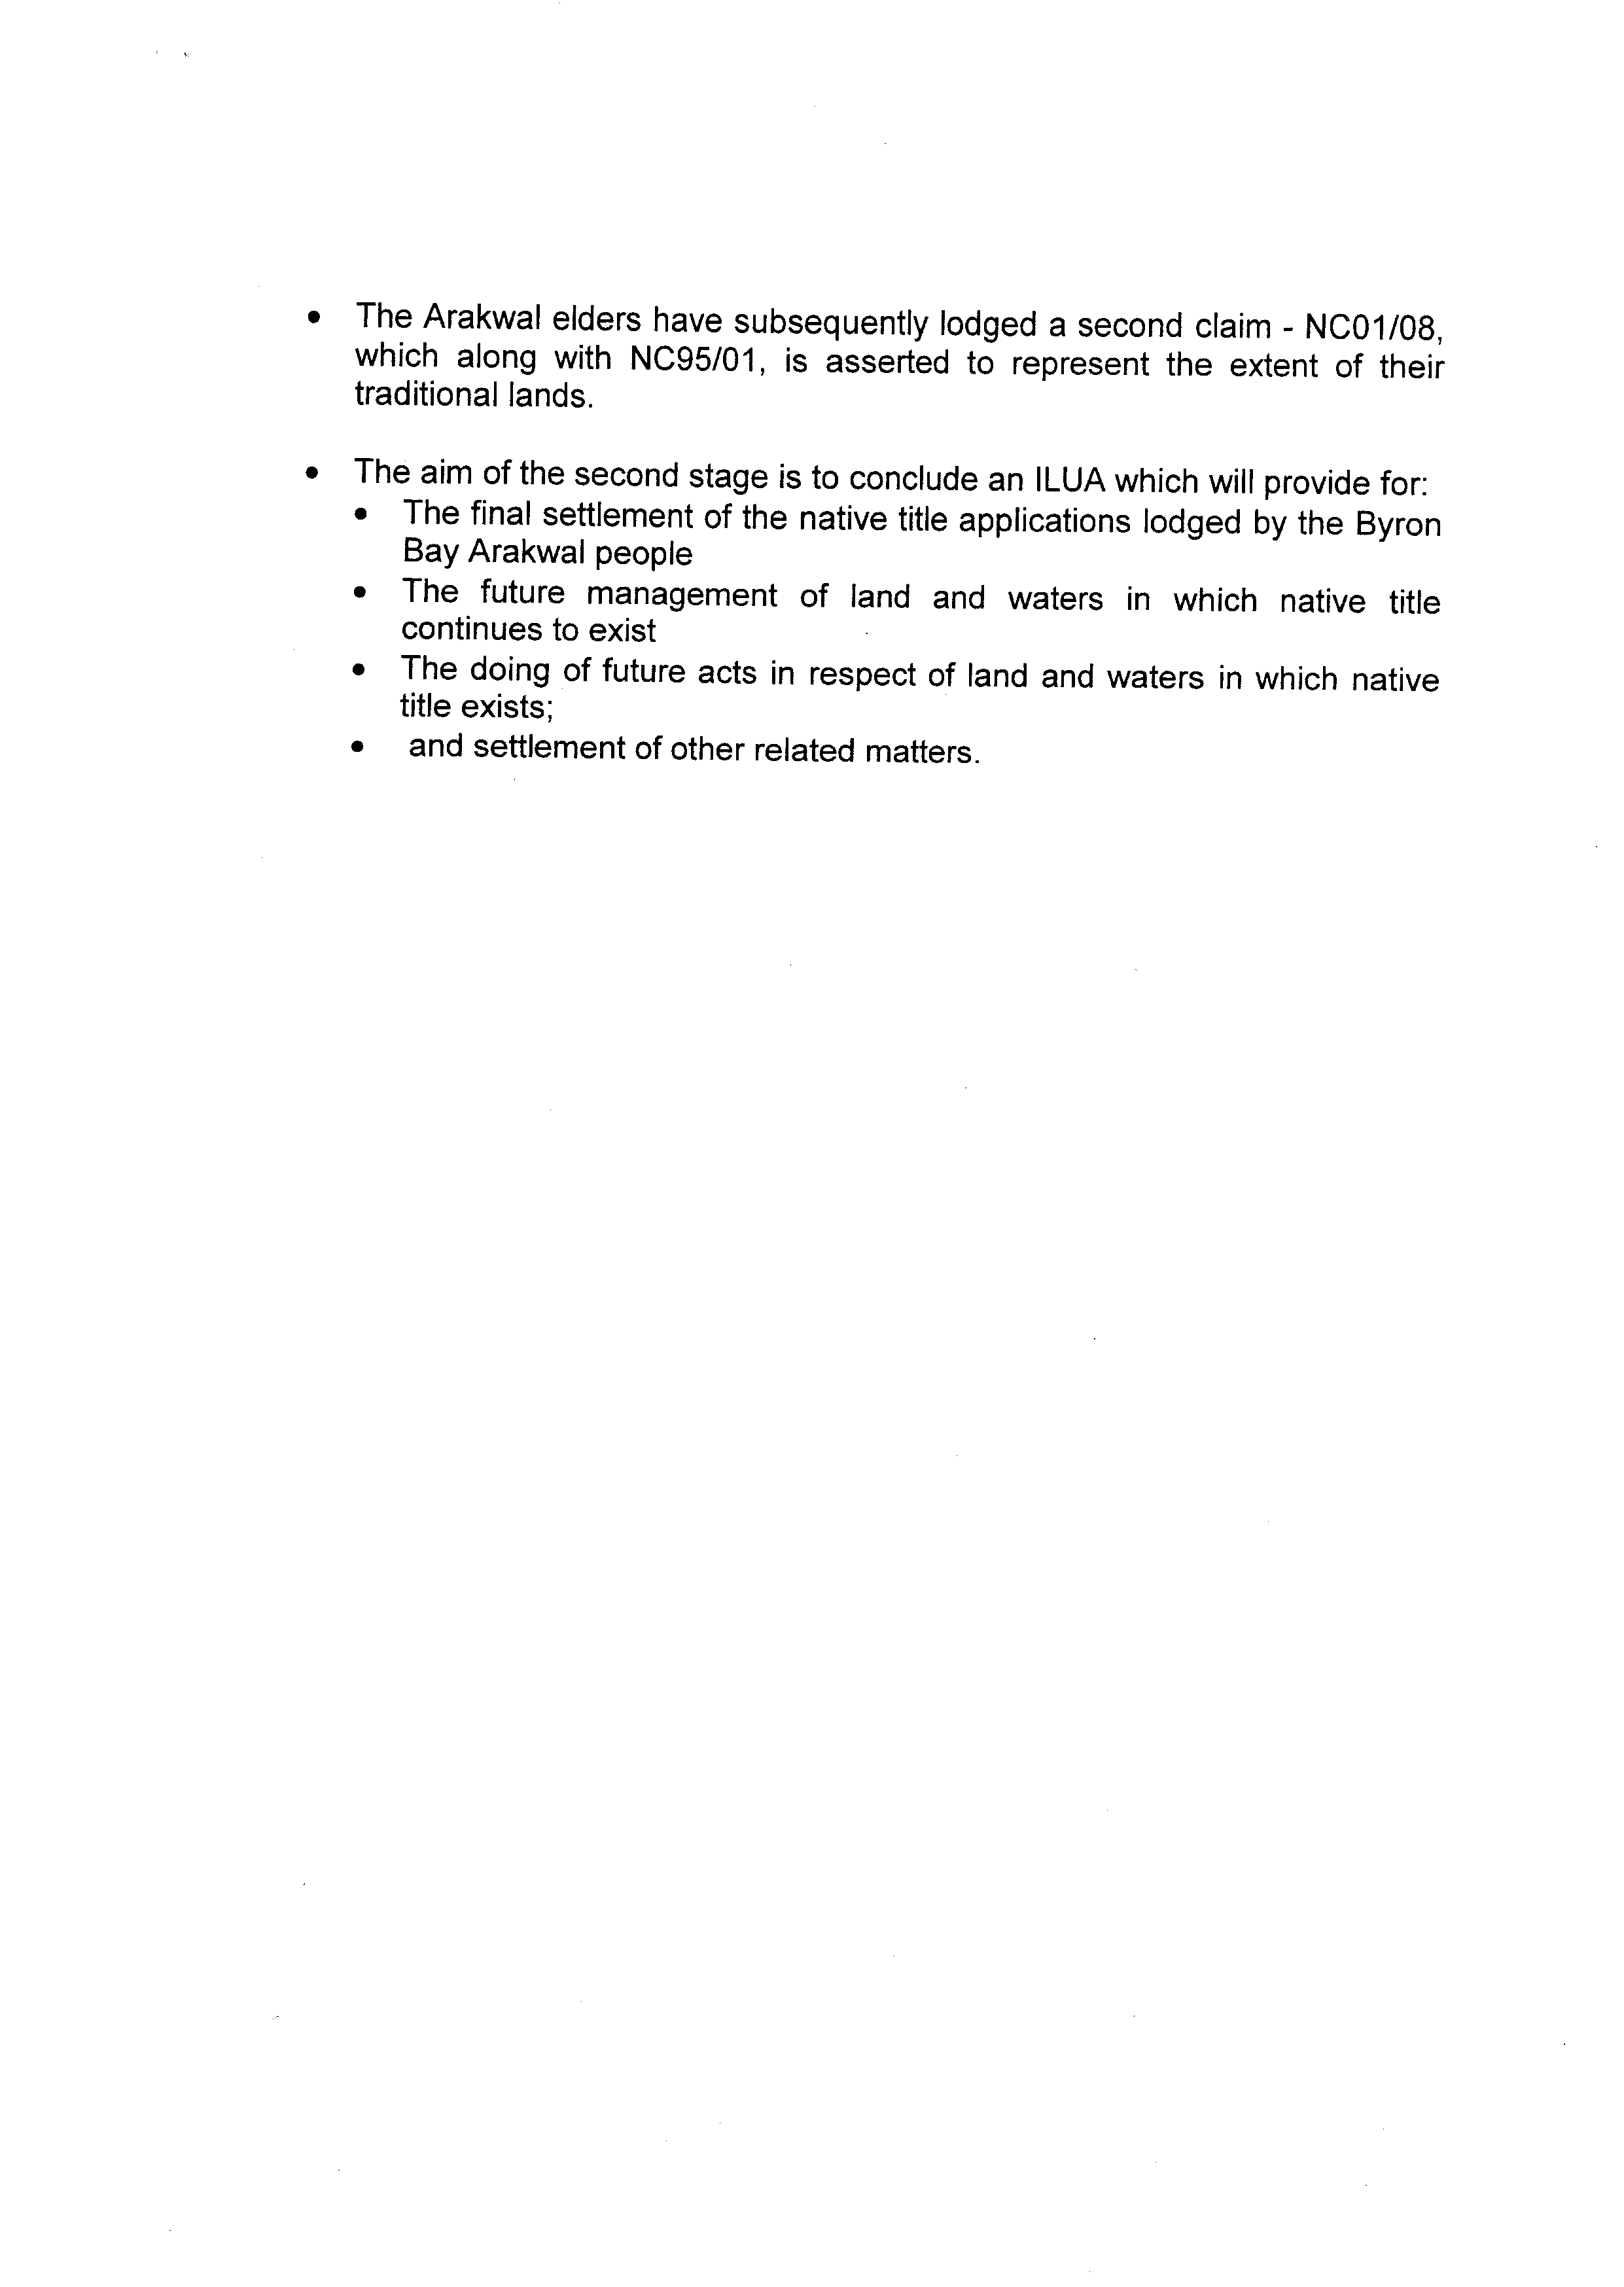 • The Arakwal elders have subsequently lodged a second claim - NC01/08,
which along with NC95/01, is asserted to represent the extent of their
traditional lands.
• The aim of the second stage is to conclude an ILUA which will provide for:
• The final settlement of the native title applications lodged by the Byron
Bay Arakwal people
• The future management of land and waters in which native title
continues to exist
• The doing of future acts in respect of land and waters in which native
title exists;
• and settlement of other related matters.